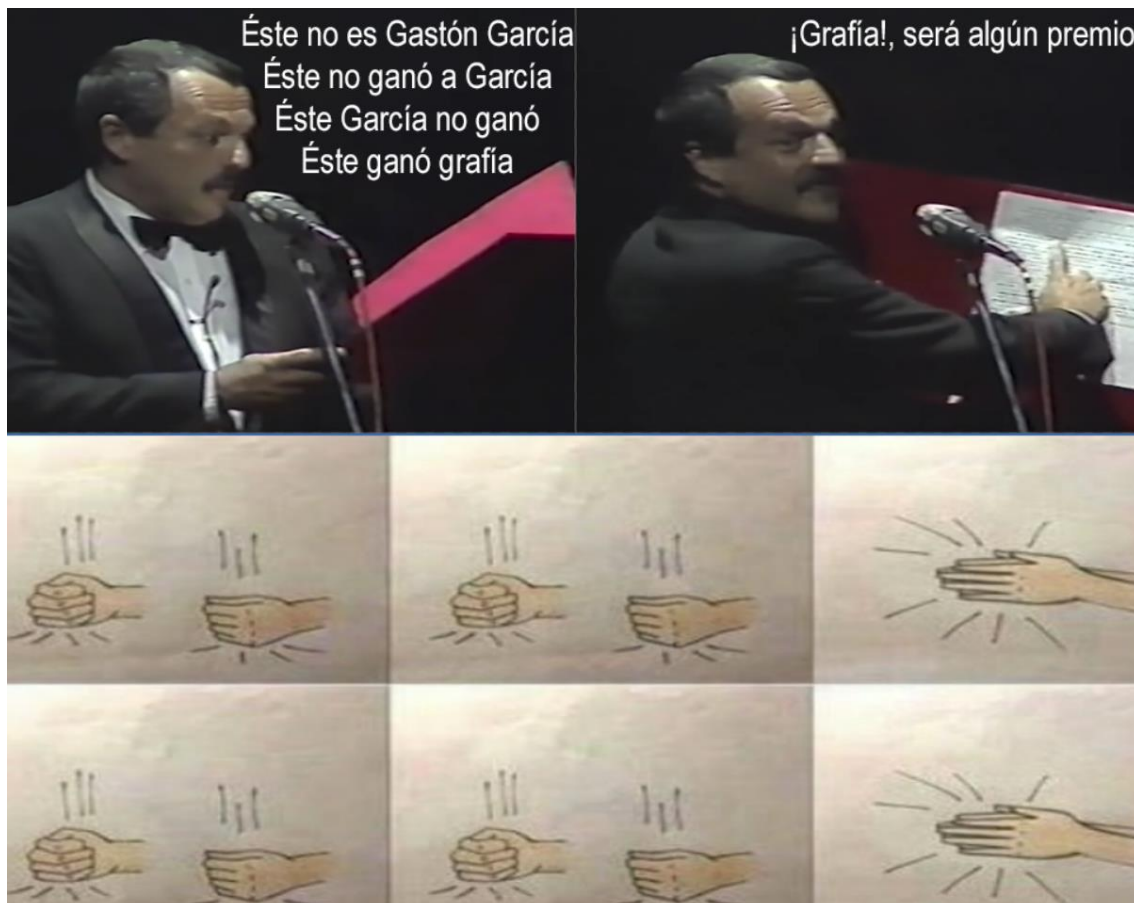 Éste no es Gastón García
Éste no ganó a García
Éste García no ganó
Éste ganó grafía
¡Grafía!, será algún premio